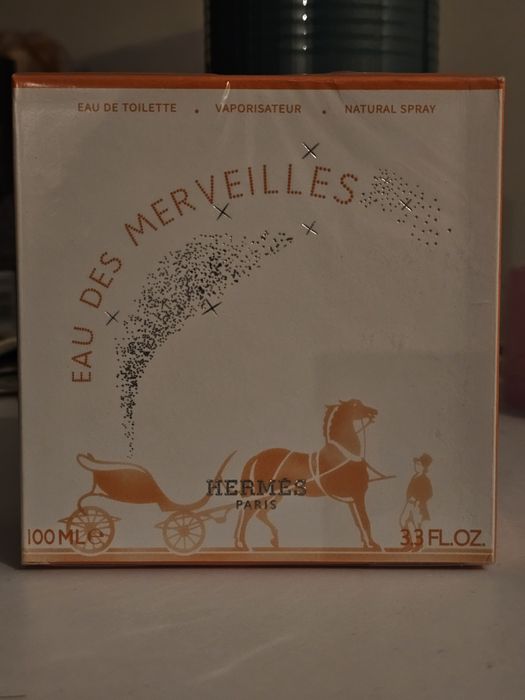 EAU DE TOILETTE . VAPORISATEUR . NATURAL SPRAY
EAU DES MERVEILLES
HERMÈS
PARIS
100 ML e 3.3 FL.OZ.